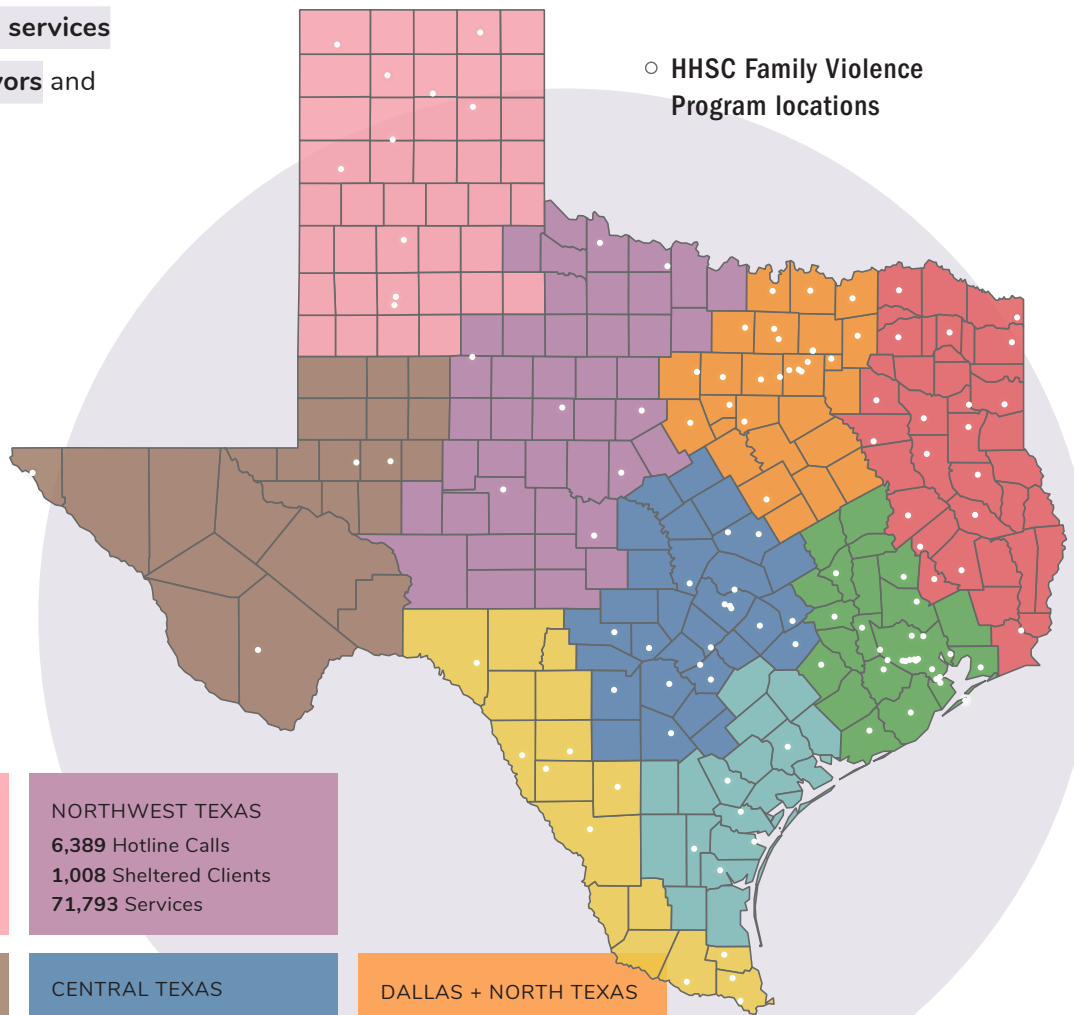 services
vors and
HHSC Family Violence
Program locations
NORTHWEST TEXAS
6,389 Hotline Calls
1,008 Sheltered Clients
71,793 Services
CENTRAL TEXAS
DALLAS + NORTH TEXAS